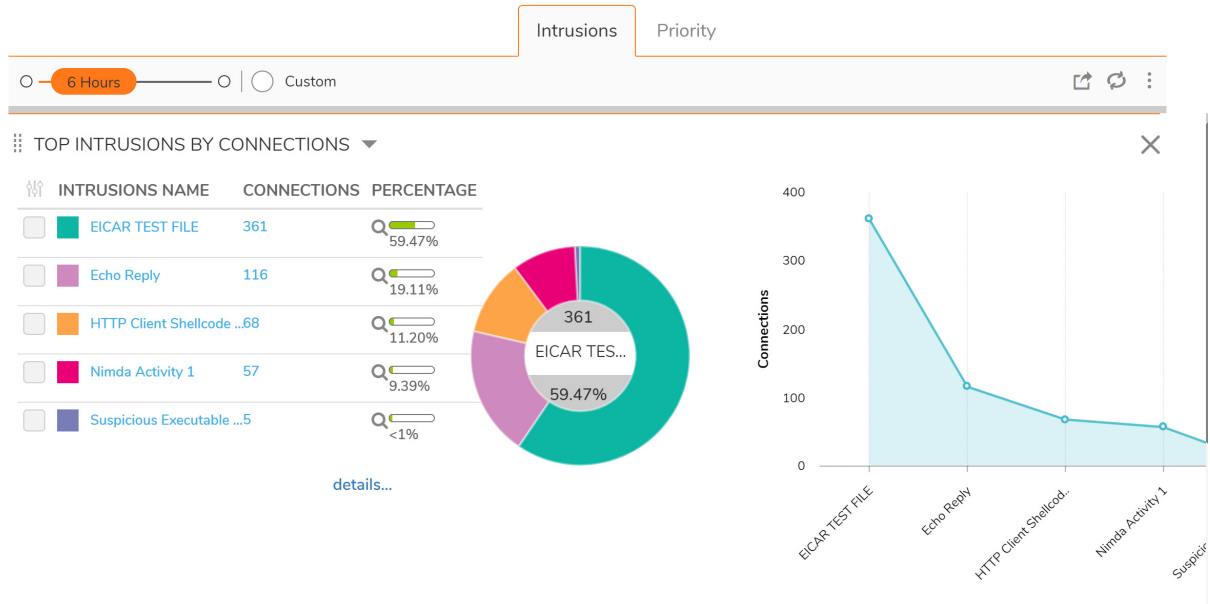 Intrusions Priority
6 Hours Custom
TOP INTRUSIONS BY CONNECTIONS
INTRUSIONS NAME CONNECTIONS PERCENTAGE
EICAR TEST FILE 361 59.47%
Echo Reply 116 19.11%
HTTP Client Shellcode ... 68 11.20%
Nimda Activity 1 57 9.39%
Suspicious Executable ... 5 <1%
details...
361
EICAR TES...
59.47%
Connections
400
300
200
100
0
EICAR TEST FILE
Echo Reply
HTTP Client Shellcod..
Nimda Activity 1
Suspicio